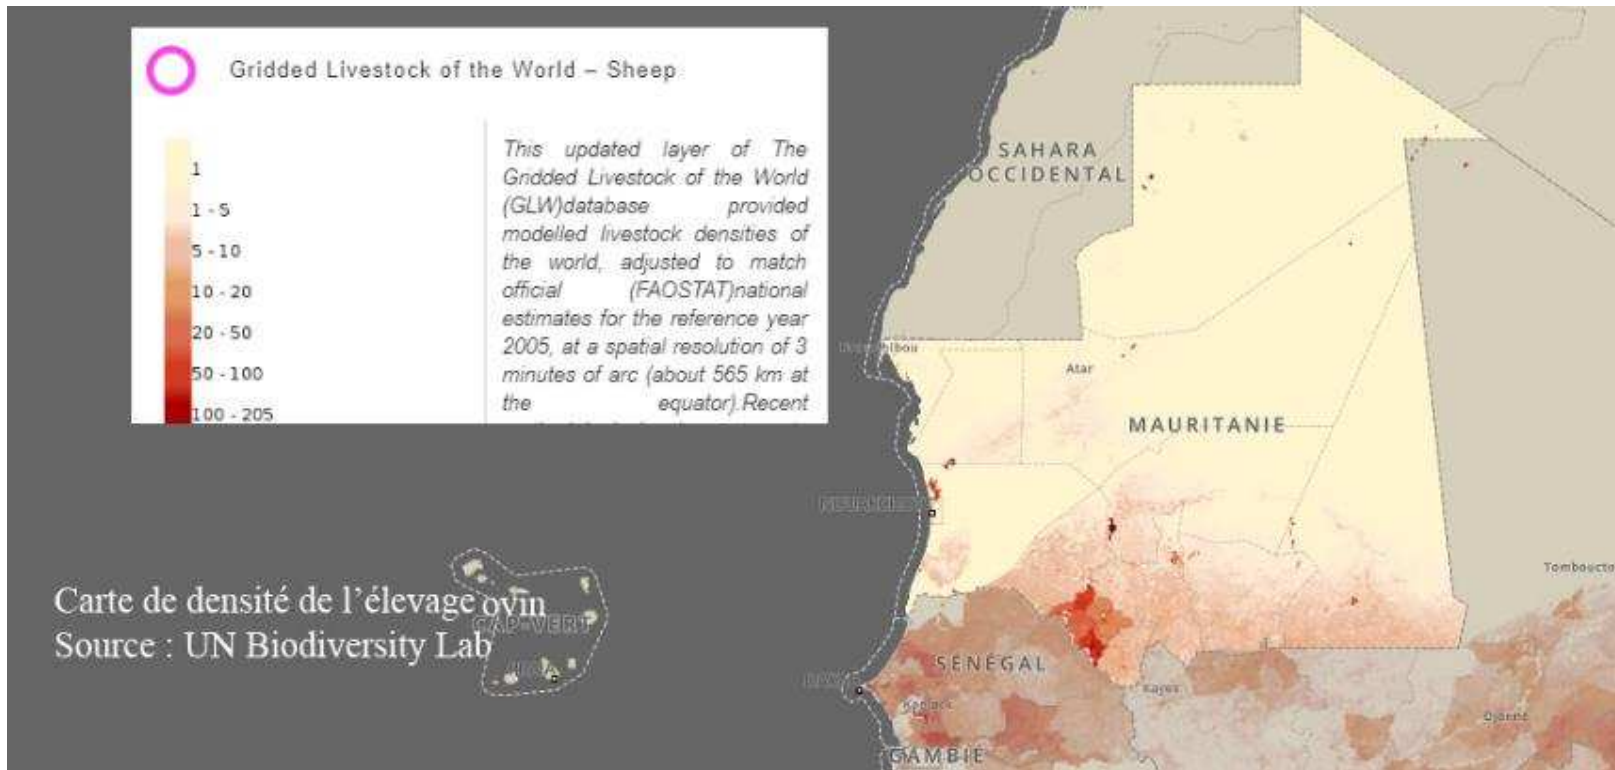 Gridded Livestock of the World – Sheep
1
1 - 5
5 - 10
10 - 20
20 - 50
50 - 100
100 - 205
This updated layer of The
Gridded Livestock of the World
(GLW)database provided
modelled livestock densities of
the world, adjusted to match
official (FAOSTAT)national
estimates for the reference year
2005, at a spatial resolution of 3
minutes of arc (about 565 km at
the equator).Recent
SAHARA
OCCIDENTAL
Atar
MAURITANIE
Tombouctou
Carte de densité de l’élevage ovin
Source : UN Biodiversity Lab
CAP-VERT
SÉNÉGAL
DAKAR
Kayes
Kaolack
Djenné
GAMBIE